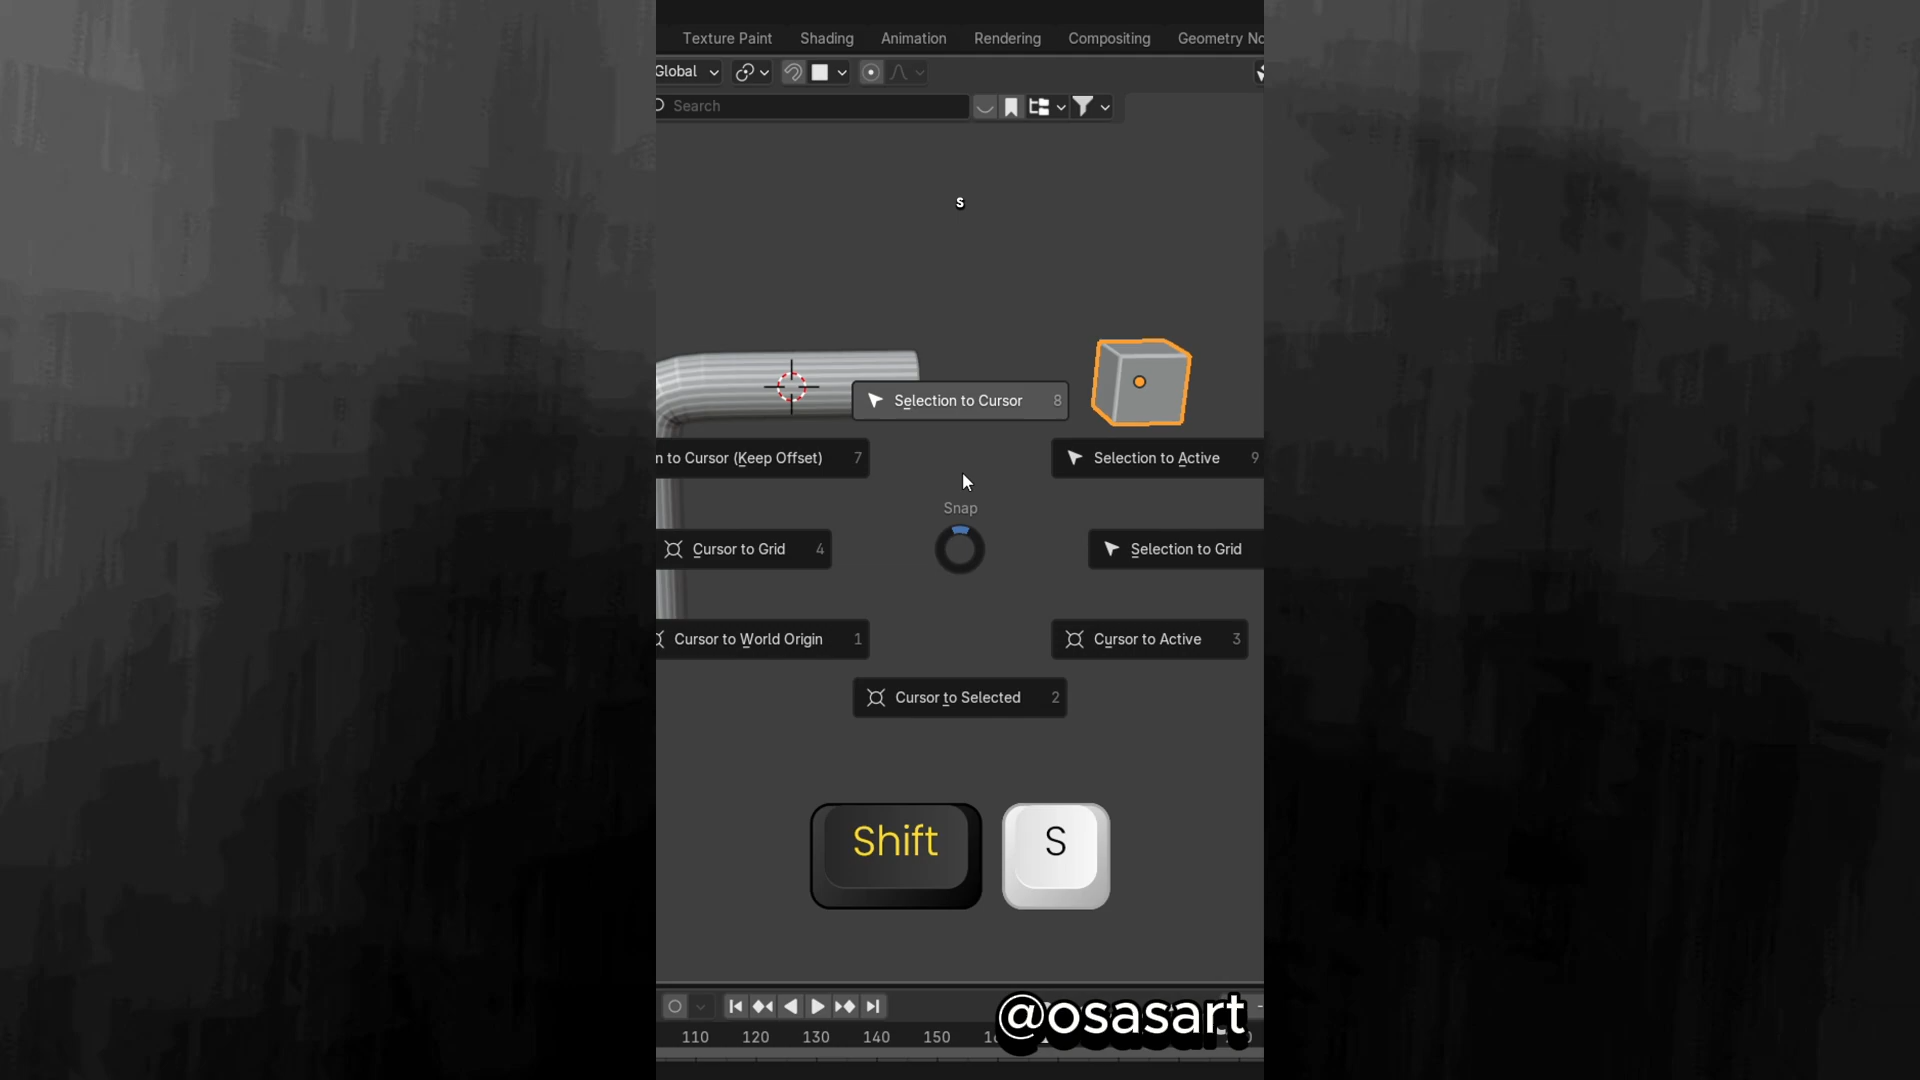 Texture Paint Shading Animation Rendering Compositing Geometry No
Global
Search
s
Selection to Cursor 8
n to Cursor (Keep Offset) 7
Selection to Active 9
Snap
Cursor to Grid 4
Selection to Grid
Cursor to World Origin 1
Cursor to Active 3
Cursor to Selected 2
Shift S
@osasart
110 120 130 140 150